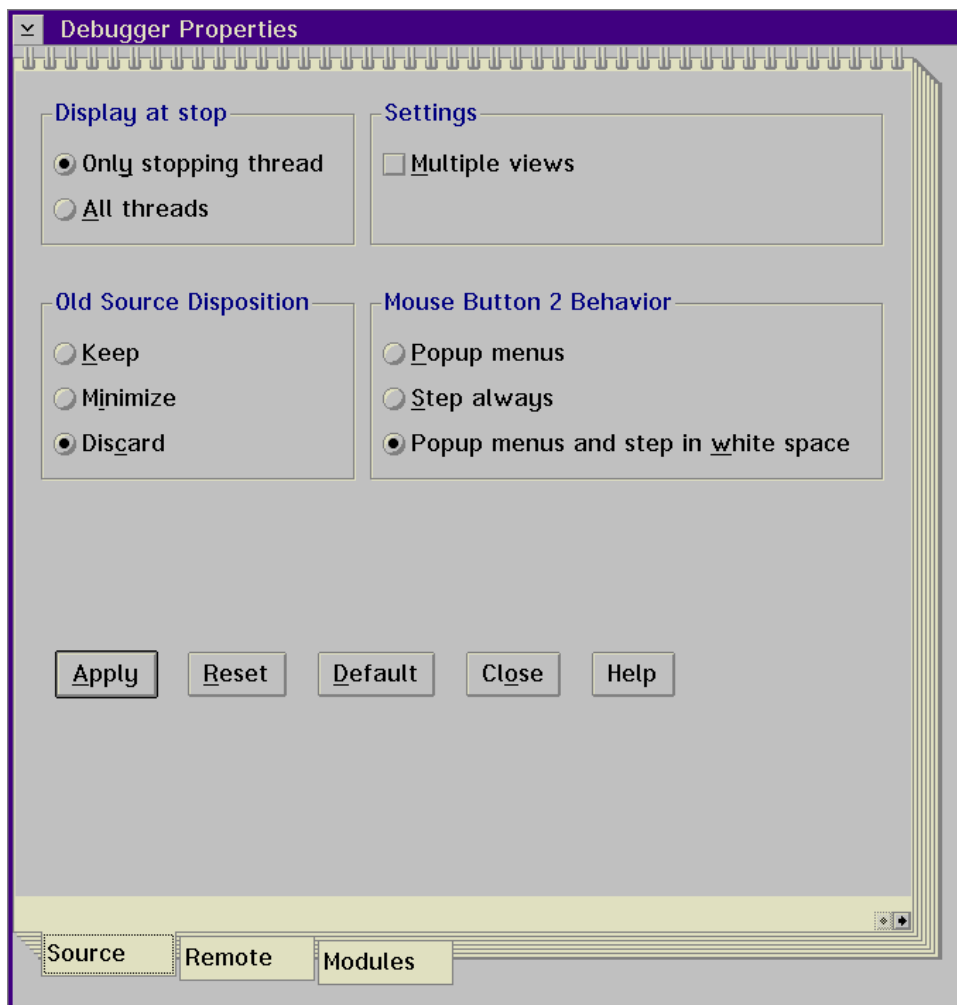 Debugger Properties
Display at stop
Only stopping thread
All threads
Settings
Multiple views
Old Source Disposition
Keep
Minimize
Discard
Mouse Button 2 Behavior
Popup menus
Step always
Popup menus and step in white space
Apply
Reset
Default
Close
Help
Source
Remote
Modules